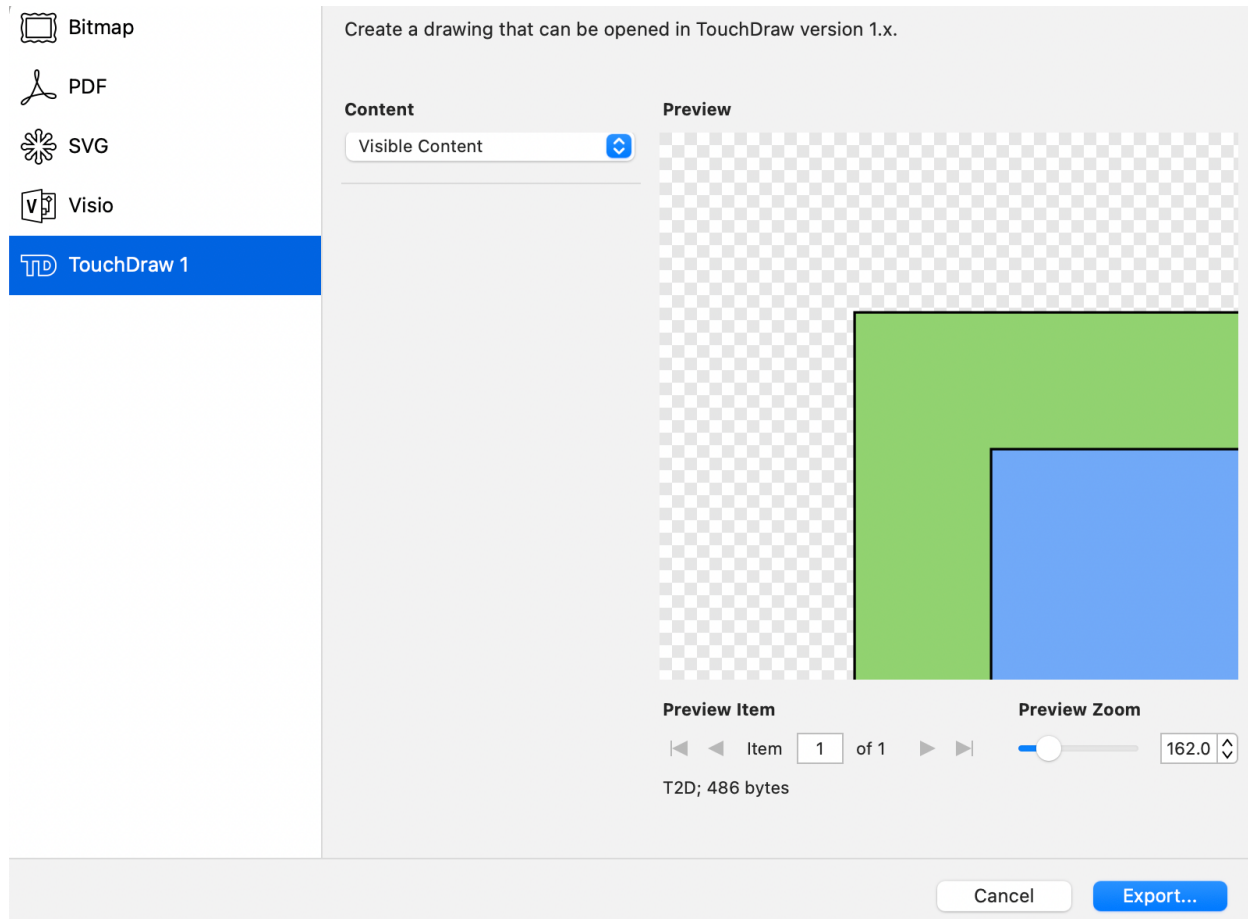 Bitmap
PDF
SVG
Visio
TouchDraw 1
Create a drawing that can be opened in TouchDraw version 1.x.
Content
Visible Content
Preview
Preview Item
Item 1 of 1
T2D; 486 bytes
Preview Zoom
162.0
Cancel
Export...